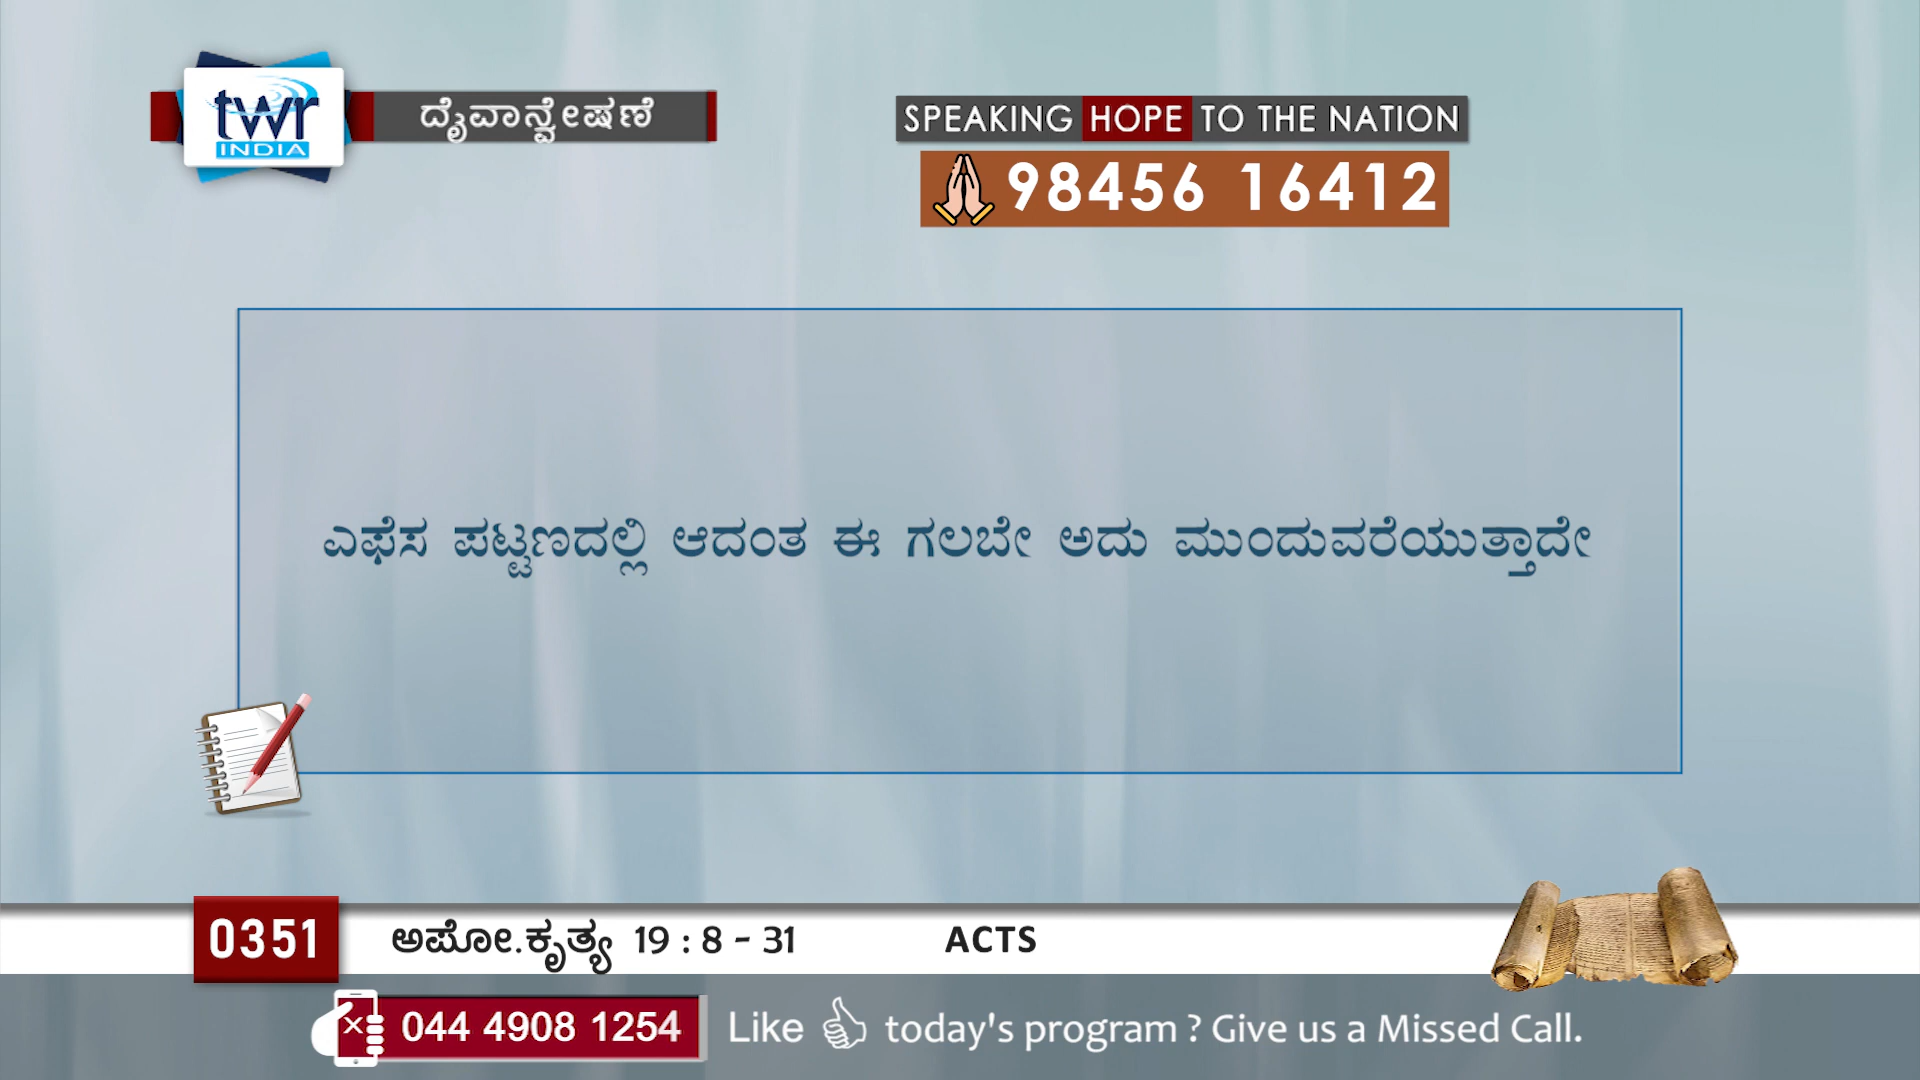 twr
INDIA
ದೈವಾನ್ವೇಷಣೆ
SPEAKING HOPE TO THE NATION
98456 16412
ಎಫೆಸ ಪಟ್ಟಣದಲ್ಲಿ ಆದಂತ ಈ ಗಲಬೇ ಅದು ಮುಂದುವರೆಯುತ್ತಾದೇ
0351 ಅಪೋ.ಕೃತ್ಯ 19 : 8 - 31 ACTS
044 4908 1254 Like today's program ? Give us a Missed Call.